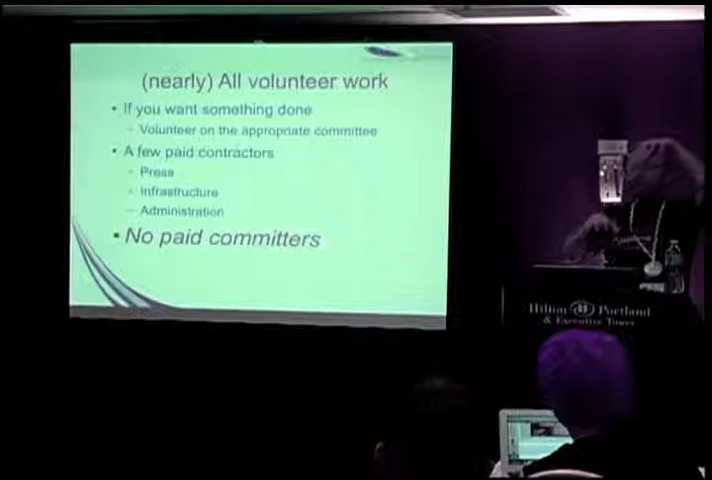 (nearly) All volunteer work
• If you want something done
– Volunteer on the appropriate committee
• A few paid contractors
– Press
– Infrastructure
– Administration
• No paid committers
Hilton Portland
& Executive Tower